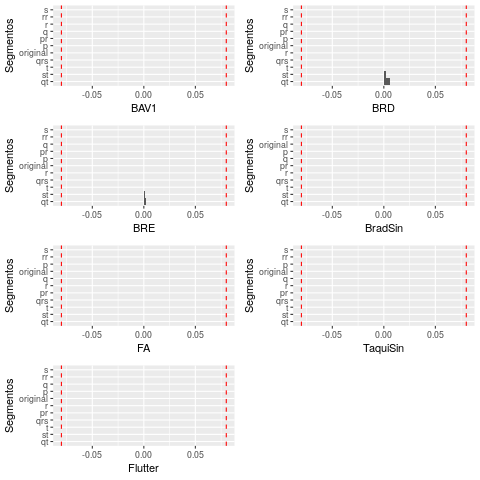 Segmentos
s
rr
r
q
pr
p
original
qrs
t
st
qt
-0.05 0.00 0.05
BAV1
Segmentos
s
rr
r
q
p
original
pr
qrs
t
st
qt
-0.05 0.00 0.05
BRD
Segmentos
s
rr
q
pr
p
original
r
qrs
t
st
qt
-0.05 0.00 0.05
BRE
Segmentos
s
rr
original
q
p
r
pr
qrs
t
st
qt
-0.05 0.00 0.05
BradSin
Segmentos
s
rr
p
original
q
r
pr
qrs
t
st
qt
-0.05 0.00 0.05
FA
Segmentos
s
rr
p
original
q
r
pr
qrs
t
st
qt
-0.05 0.00 0.05
TaquiSin
Segmentos
s
rr
q
p
original
r
pr
qrs
t
st
qt
-0.05 0.00 0.05
Flutter